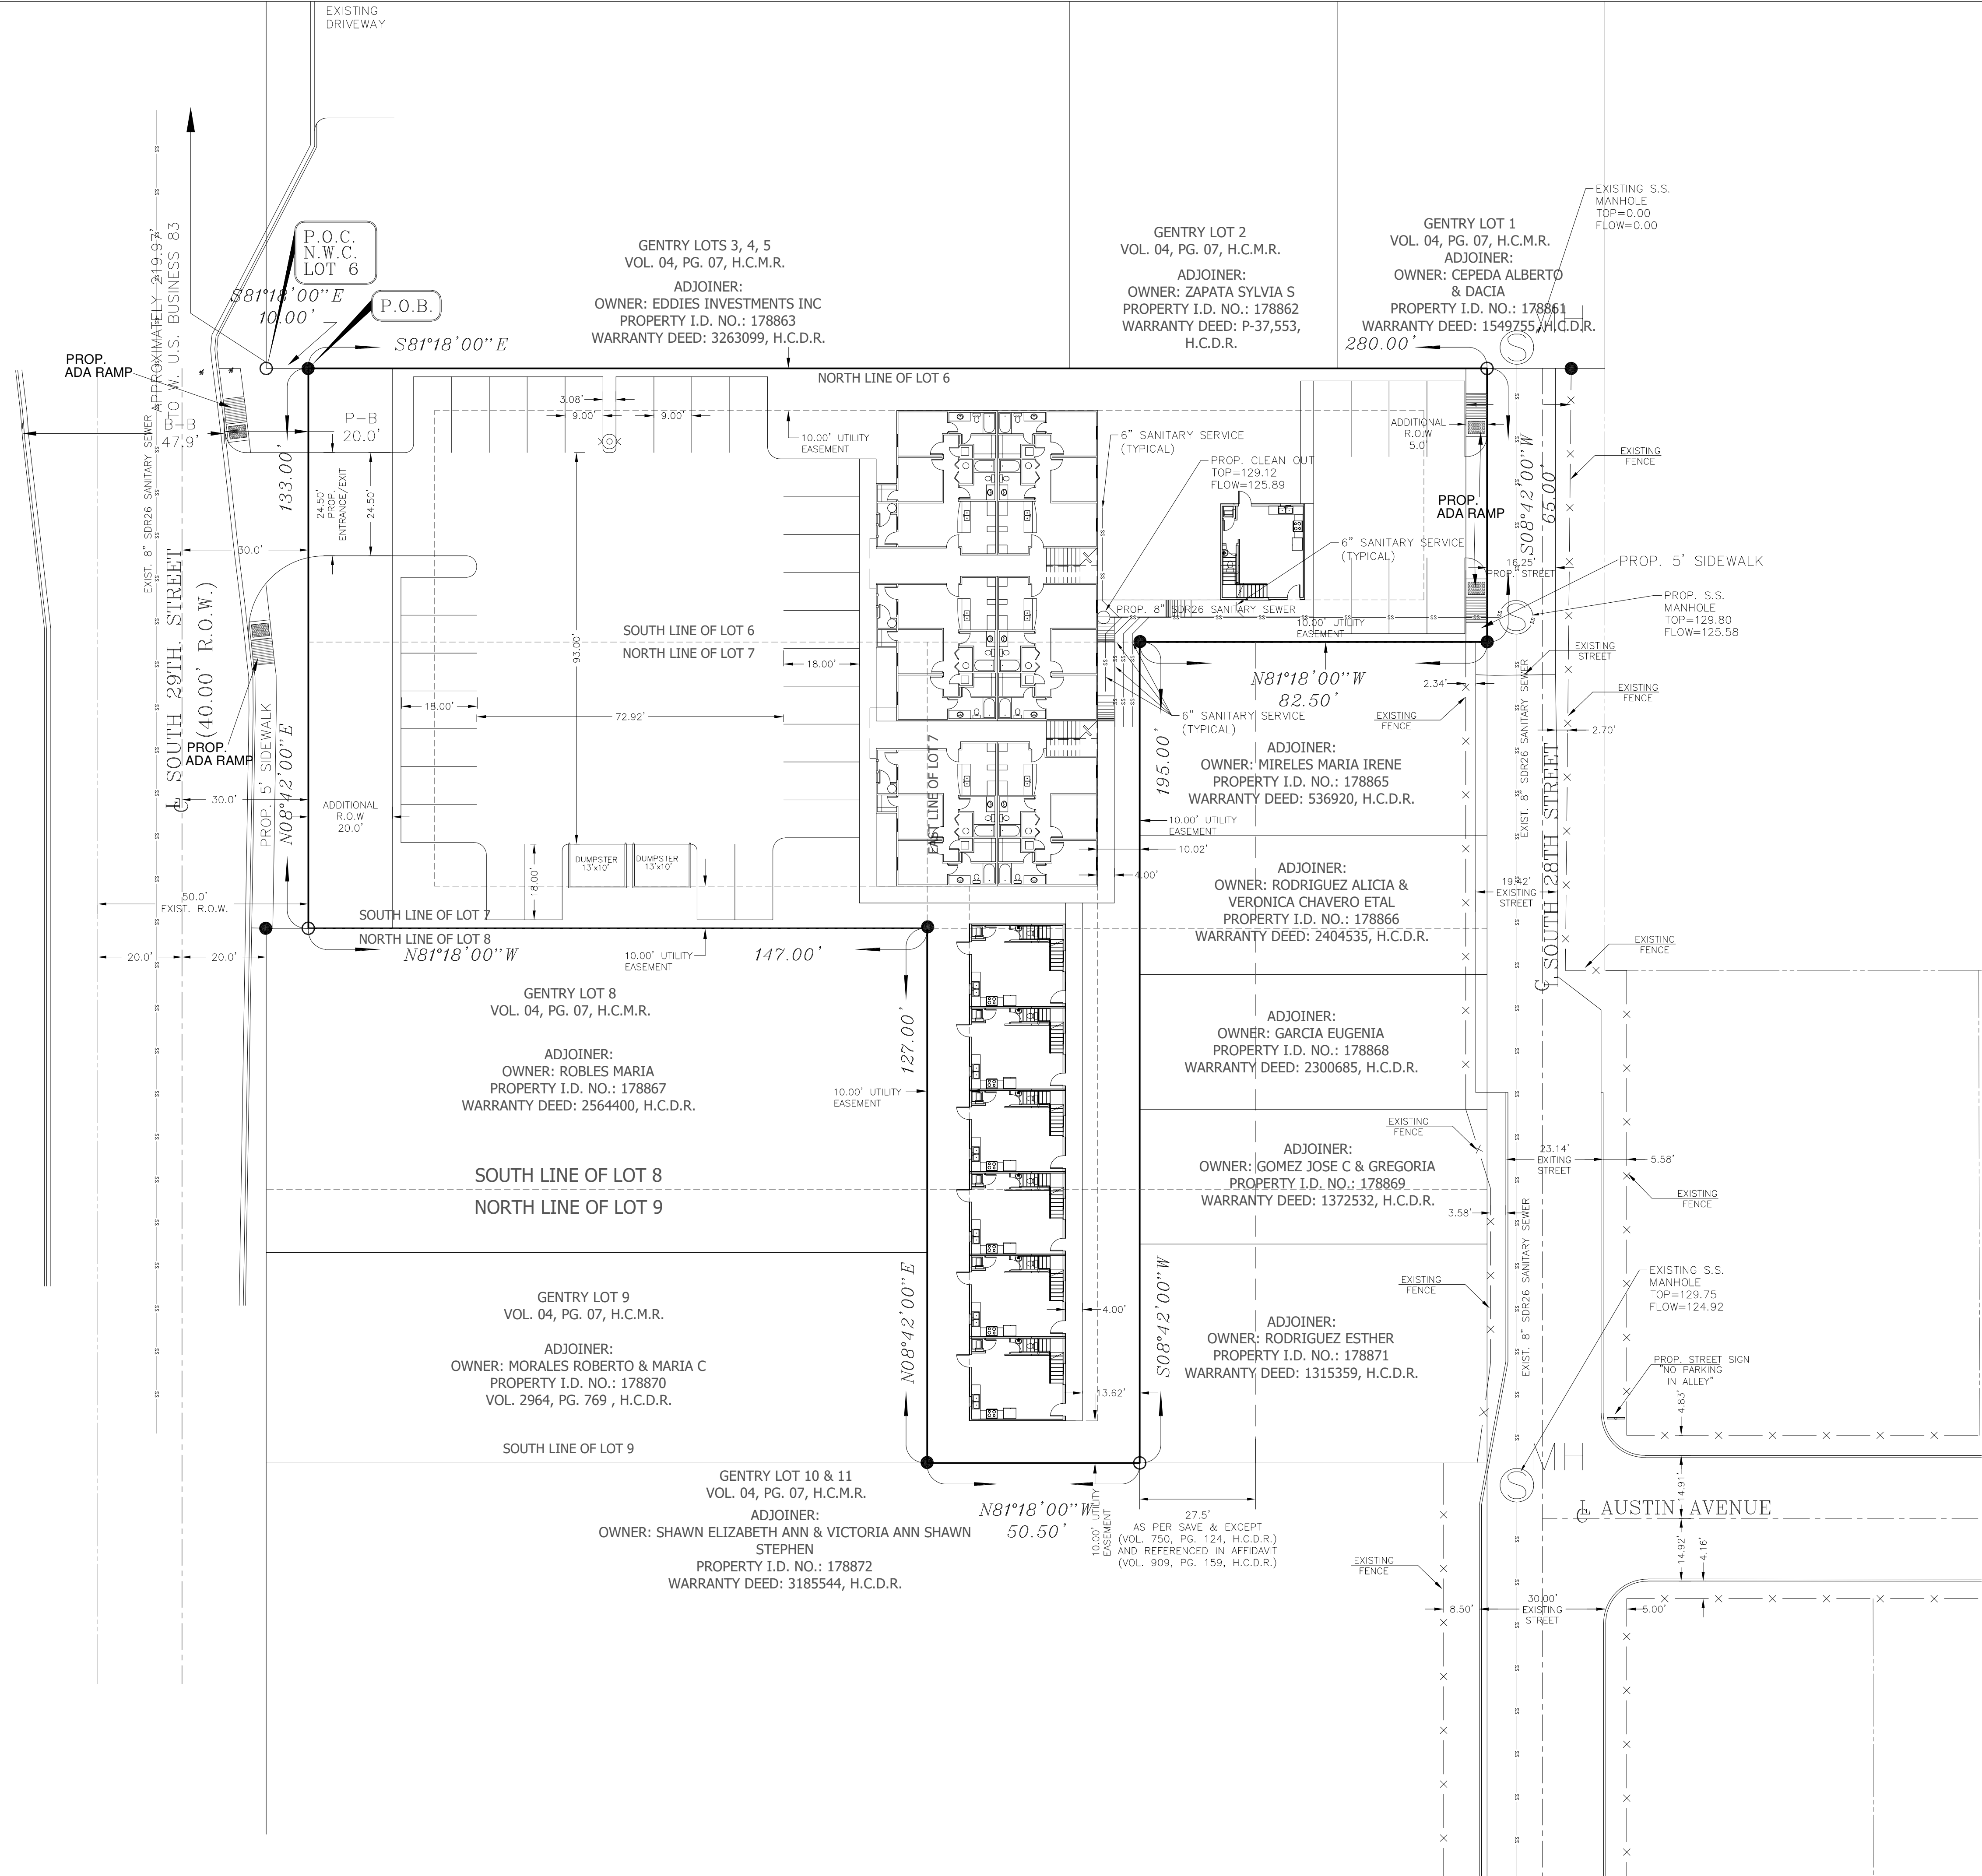 EXISTING
DRIVEWAY
APPROXIMATELY 219.97'
TO W. U.S. BUSINESS 83
P.O.C.
N.W.C.
LOT 6
S81°18'00"E
10.00'
P.O.B.
S81°18'00"E
GENTRY LOTS 3, 4, 5
VOL. 04, PG. 07, H.C.M.R.
ADJOINER:
OWNER: EDDIES INVESTMENTS INC
PROPERTY I.D. NO.: 178863
WARRANTY DEED: 3263099, H.C.D.R.
GENTRY LOT 2
VOL. 04, PG. 07, H.C.M.R.
ADJOINER:
OWNER: ZAPATA SYLVIA S
PROPERTY I.D. NO.: 178862
WARRANTY DEED: P-37,553,
H.C.D.R.
GENTRY LOT 1
VOL. 04, PG. 07, H.C.M.R.
ADJOINER:
OWNER: CEPEDA ALBERTO
& DACIA
PROPERTY I.D. NO.: 178861
WARRANTY DEED: 1549755, H.C.D.R.
280.00'
EXISTING S.S.
MANHOLE
TOP=0.00
FLOW=0.00
MH
S
PROP.
ADA RAMP
B-B
47.9'
P-B
20.0'
133.00'
24.50'
PROP.
ENTRANCE/EXIT
24.50'
EXIST. 8" SDR26 SANITARY SEWER
30.0'
℄ SOUTH 29TH. STREET
(40.00' R.O.W.)
NORTH LINE OF LOT 6
3.08'
9.00'
9.00'
10.00' UTILITY
EASEMENT
6" SANITARY SERVICE
(TYPICAL)
PROP. CLEAN OUT
TOP=129.12
FLOW=125.89
6" SANITARY SERVICE
(TYPICAL)
PROP. 8" SDR26 SANITARY SEWER
10.00' UTILITY
EASEMENT
ADDITIONAL
R.O.W
5.0'
PROP.
ADA RAMP
S08°42'00"W
65.00'
16.25'
PROP. STREET
EXISTING
FENCE
PROP. 5' SIDEWALK
PROP. S.S.
MANHOLE
TOP=129.80
FLOW=125.58
S
EXISTING
STREET
EXISTING
FENCE
2.70'
SOUTH LINE OF LOT 6
NORTH LINE OF LOT 7
93.00'
18.00'
18.00'
72.92'
PROP.
ADA RAMP
PROP. 5' SIDEWALK
N08°42'00"E
30.0'
ADDITIONAL
R.O.W
20.0'
EAST LINE OF LOT 7
6" SANITARY SERVICE
(TYPICAL)
N81°18'00"W
82.50'
2.34'
EXISTING
FENCE
195.00'
ADJOINER:
OWNER: MIRELES MARIA IRENE
PROPERTY I.D. NO.: 178865
WARRANTY DEED: 536920, H.C.D.R.
10.00' UTILITY
EASEMENT
10.02'
4.00'
EXIST. 8" SDR26 SANITARY SEWER
℄ SOUTH 28TH STREET
18.00'
DUMPSTER
13'x10'
DUMPSTER
13'x10'
50.0'
EXIST. R.O.W.
20.0'
20.0'
SOUTH LINE OF LOT 7
NORTH LINE OF LOT 8
N81°18'00"W
10.00' UTILITY
EASEMENT
147.00'
ADJOINER:
OWNER: RODRIGUEZ ALICIA &
VERONICA CHAVERO ETAL
PROPERTY I.D. NO.: 178866
WARRANTY DEED: 2404535, H.C.D.R.
19.42'
EXISTING
STREET
EXISTING
FENCE
GENTRY LOT 8
VOL. 04, PG. 07, H.C.M.R.
ADJOINER:
OWNER: ROBLES MARIA
PROPERTY I.D. NO.: 178867
WARRANTY DEED: 2564400, H.C.D.R.
127.00'
10.00' UTILITY
EASEMENT
ADJOINER:
OWNER: GARCIA EUGENIA
PROPERTY I.D. NO.: 178868
WARRANTY DEED: 2300685, H.C.D.R.
EXISTING
FENCE
ADJOINER:
OWNER: GOMEZ JOSE C & GREGORIA
PROPERTY I.D. NO.: 178869
WARRANTY DEED: 1372532, H.C.D.R.
23.14'
EXITING
STREET
5.58'
EXISTING
FENCE
3.58'
SOUTH LINE OF LOT 8
NORTH LINE OF LOT 9
EXIST. 8" SDR26 SANITARY SEWER
GENTRY LOT 9
VOL. 04, PG. 07, H.C.M.R.
ADJOINER:
OWNER: MORALES ROBERTO & MARIA C
PROPERTY I.D. NO.: 178870
VOL. 2964, PG. 769 , H.C.D.R.
N08°42'00"E
4.00'
13.62'
S08°42'00"W
EXISTING
FENCE
ADJOINER:
OWNER: RODRIGUEZ ESTHER
PROPERTY I.D. NO.: 178871
WARRANTY DEED: 1315359, H.C.D.R.
EXISTING S.S.
MANHOLE
TOP=129.75
FLOW=124.92
PROP. STREET SIGN
"NO PARKING
IN ALLEY"
4.83'
SOUTH LINE OF LOT 9
GENTRY LOT 10 & 11
VOL. 04, PG. 07, H.C.M.R.
ADJOINER:
OWNER: SHAWN ELIZABETH ANN & VICTORIA ANN SHAWN
STEPHEN
PROPERTY I.D. NO.: 178872
WARRANTY DEED: 3185544, H.C.D.R.
N81°18'00"W
50.50'
10.00' UTILITY
EASEMENT
27.5'
AS PER SAVE & EXCEPT
(VOL. 750, PG. 124, H.C.D.R.)
AND REFERENCED IN AFFIDAVIT
(VOL. 909, PG. 159, H.C.D.R.)
MH
S
14.91'
℄ AUSTIN AVENUE
14.92'
4.16'
EXISTING
FENCE
8.50'
30.00'
EXISTING
STREET
5.00'